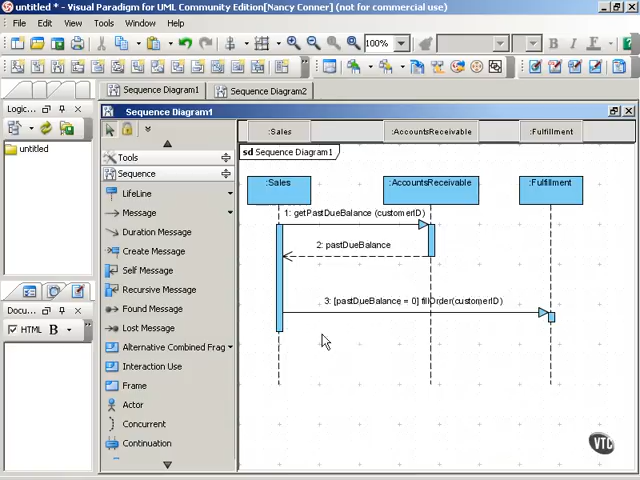 untitled * - Visual Paradigm for UML Community Edition[Nancy Conner] (not for commercial use)
File Edit View Tools Window Help
100%
B I
Sequence Diagram1
Sequence Diagram2
Logic...
untitled
Docu...
HTML B
Sequence Diagram1
Tools
Sequence
LifeLine
Message
Duration Message
Create Message
Self Message
Recursive Message
Found Message
Lost Message
Alternative Combined Frag
Interaction Use
Frame
Actor
Concurrent
Continuation
:Sales :AccountsReceivable :Fulfillment
sd Sequence Diagram1
:Sales :AccountsReceivable :Fulfillment
1: getPastDueBalance (customerID)
2: pastDueBalance
3: [pastDueBalance = 0] fillOrder(customerID)
VTC